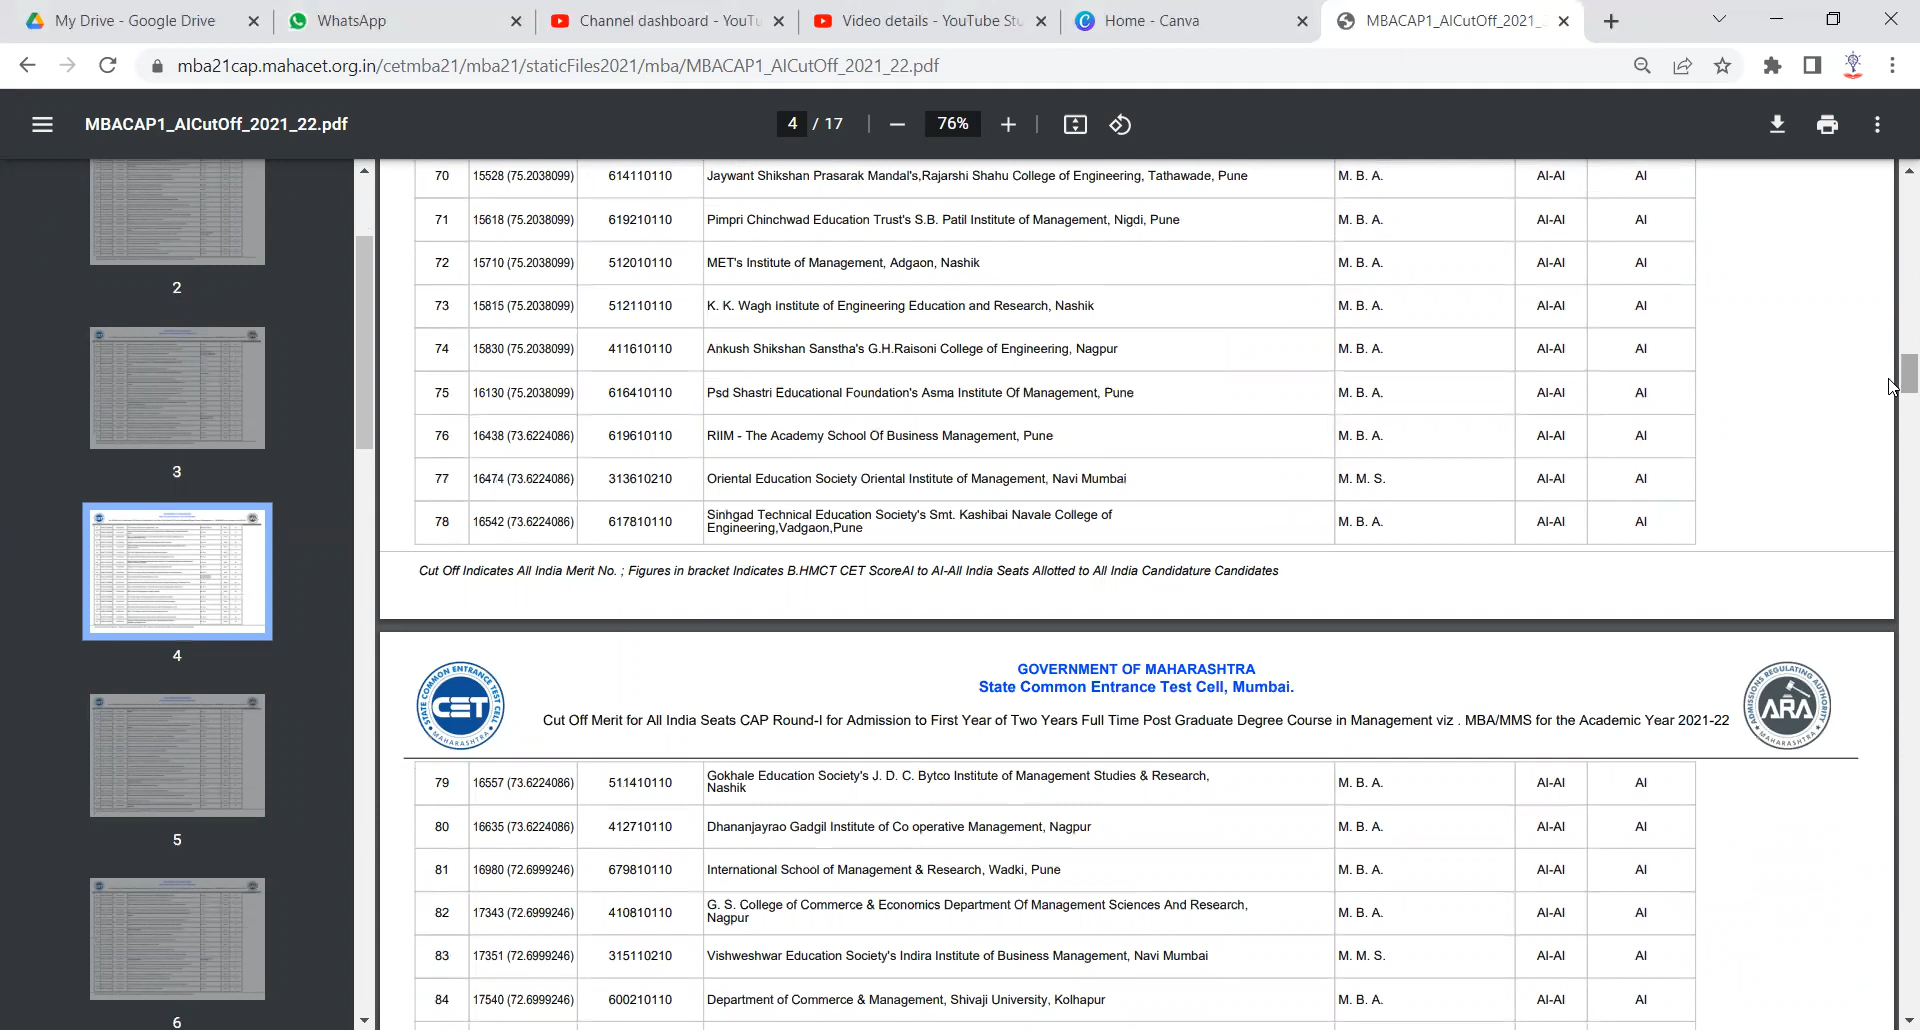 My Drive - Google Drive
WhatsApp
Channel dashboard - YouTu
Video details - YouTube Stu
Home - Canva
MBACAP1_AICutOff_2021_
mba21cap.mahacet.org.in/cetmba21/mba21/staticFiles2021/mba/MBACAP1_AICutOff_2021_22.pdf
MBACAP1_AICutOff_2021_22.pdf
4 / 17
76%
2
3
4
5
6
70 15528 (75.2038099) 614110110 Jaywant Shikshan Prasarak Mandal's,Rajarshi Shahu College of Engineering, Tathawade, Pune M. B. A. AI-AI AI
71 15618 (75.2038099) 619210110 Pimpri Chinchwad Education Trust's S.B. Patil Institute of Management, Nigdi, Pune M. B. A. AI-AI AI
72 15710 (75.2038099) 512010110 MET's Institute of Management, Adgaon, Nashik M. B. A. AI-AI AI
73 15815 (75.2038099) 512110110 K. K. Wagh Institute of Engineering Education and Research, Nashik M. B. A. AI-AI AI
74 15830 (75.2038099) 411610110 Ankush Shikshan Sanstha's G.H.Raisoni College of Engineering, Nagpur M. B. A. AI-AI AI
75 16130 (75.2038099) 616410110 Psd Shastri Educational Foundation's Asma Institute Of Management, Pune M. B. A. AI-AI AI
76 16438 (73.6224086) 619610110 RIIM - The Academy School Of Business Management, Pune M. B. A. AI-AI AI
77 16474 (73.6224086) 313610210 Oriental Education Society Oriental Institute of Management, Navi Mumbai M. M. S. AI-AI AI
78 16542 (73.6224086) 617810110 Sinhgad Technical Education Society's Smt. Kashibai Navale College of
Engineering,Vadgaon,Pune M. B. A. AI-AI AI
Cut Off Indicates All India Merit No. ; Figures in bracket Indicates B.HMCT CET ScoreAI to AI-All India Seats Allotted to All India Candidature Candidates
STATE COMMON ENTRANCE TEST CELL
CET
MAHARASHTRA
GOVERNMENT OF MAHARASHTRA
State Common Entrance Test Cell, Mumbai.
Cut Off Merit for All India Seats CAP Round-I for Admission to First Year of Two Years Full Time Post Graduate Degree Course in Management viz . MBA/MMS for the Academic Year 2021-22
ADMISSIONS REGULATING AUTHORITY
ARA
MAHARASHTRA
79 16557 (73.6224086) 511410110 Gokhale Education Society's J. D. C. Bytco Institute of Management Studies & Research,
Nashik M. B. A. AI-AI AI
80 16635 (73.6224086) 412710110 Dhananjayrao Gadgil Institute of Co operative Management, Nagpur M. B. A. AI-AI AI
81 16980 (72.6999246) 679810110 International School of Management & Research, Wadki, Pune M. B. A. AI-AI AI
82 17343 (72.6999246) 410810110 G. S. College of Commerce & Economics Department Of Management Sciences And Research,
Nagpur M. B. A. AI-AI AI
83 17351 (72.6999246) 315110210 Vishweshwar Education Society's Indira Institute of Business Management, Navi Mumbai M. M. S. AI-AI AI
84 17540 (72.6999246) 600210110 Department of Commerce & Management, Shivaji University, Kolhapur M. B. A. AI-AI AI